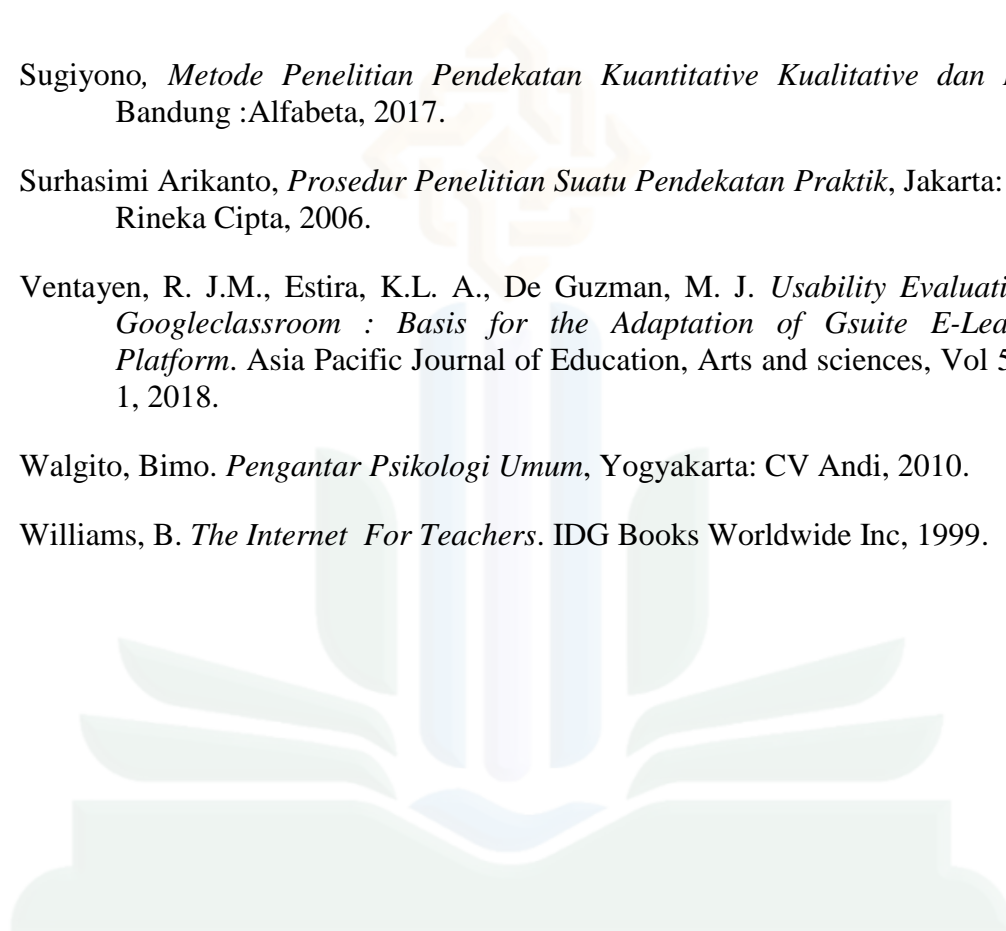 Sugiyono, Metode Penelitian Pendekatan Kuantitative Kualitative dan
Bandung :Alfabeta, 2017.
Surhasimi Arikanto, Prosedur Penelitian Suatu Pendekatan Praktik, Jakarta:
Rineka Cipta, 2006.
Ventayen, R. J.M., Estira, K.L. A., De Guzman, M. J. Usability
Googleclassroom : Basis for the Adaptation of Gsuite
Platform. Asia Pacific Journal of Education, Arts and sciences, Vol 5
1, 2018.
Walgito, Bimo. Pengantar Psikologi Umum, Yogyakarta: CV Andi, 2010.
Williams, B. The Internet For Teachers. IDG Books Worldwide Inc, 1999.